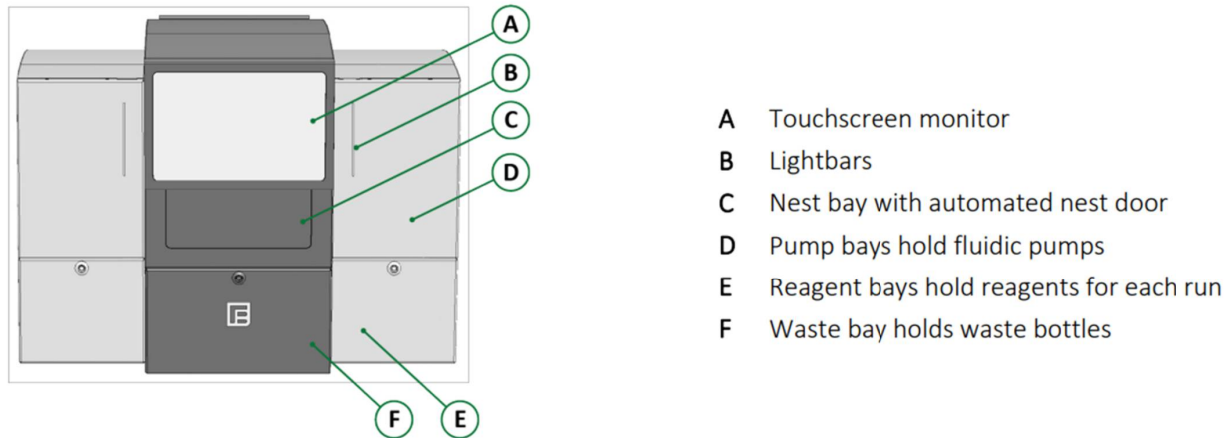 A
B
C
D
F
E
A Touchscreen monitor
B Lightbars
C Nest bay with automated nest door
D Pump bays hold fluidic pumps
E Reagent bays hold reagents for each run
F Waste bay holds waste bottles